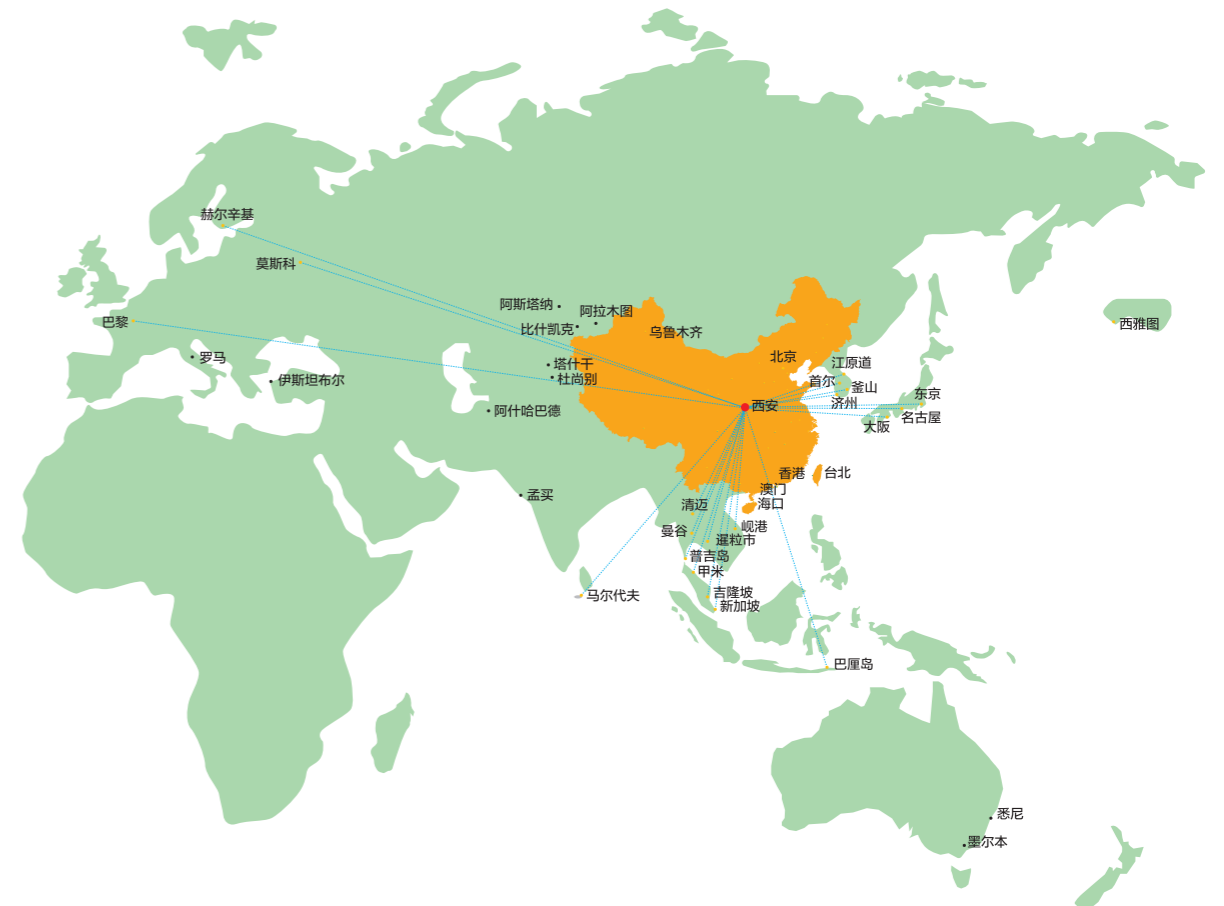 赫尔辛基
莫斯科
阿斯塔纳
阿拉木图
巴黎
比什凯克
乌鲁木齐
西雅图
罗马
北京
塔什干
江原道
伊斯坦布尔
杜尚别
首尔
釜山
东京
阿什哈巴德
西安
济州
名古屋
大阪
香港
台北
孟买
澳门
清迈
海口
曼谷
岘港
暹粒市
普吉岛
甲米
马尔代夫
吉隆坡
新加坡
巴厘岛
悉尼
墨尔本